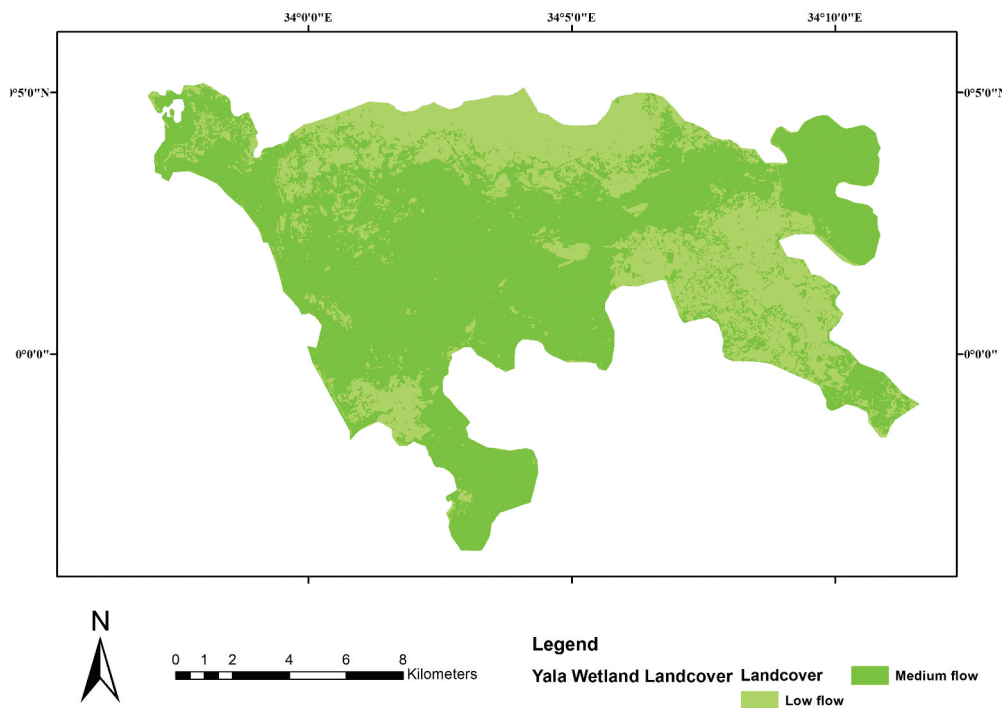 34°0'0"E 34°5'0"E 34°10'0"E
0°5'0"N 0°5'0"N
0°0'0" 0°0'0"
N
0 1 2 4 6 8
Kilometers
Legend
Yala Wetland Landcover Landcover Medium flow
Low flow